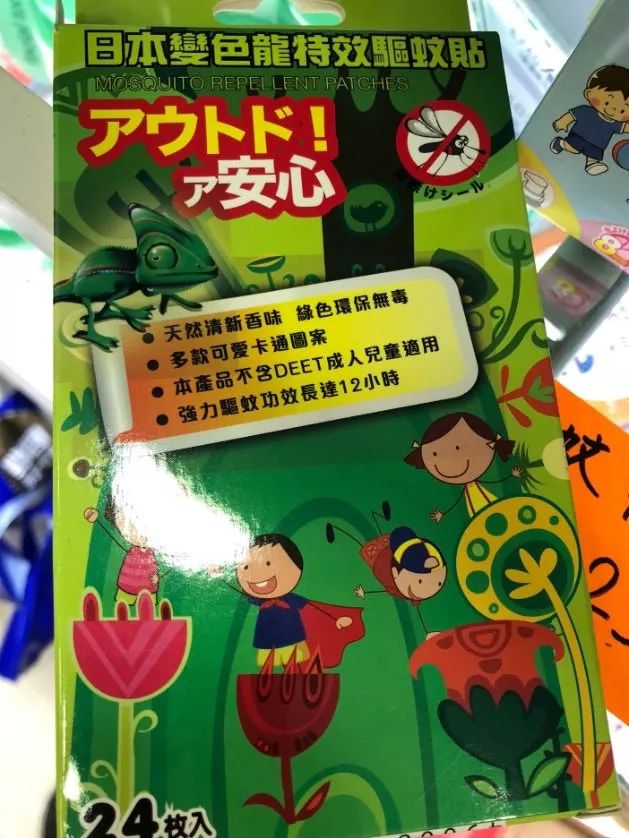 日本變色龍特效驅蚊貼
MOSQUITO REPELLENT PATCHES
アウトド！
ア安心
けシール
• 天然清新香味 綠色環保無毒
• 多款可愛卡通圖案
• 本產品不含DEET成人兒童適用
• 強力驅蚊功效長達12小時
24枚入